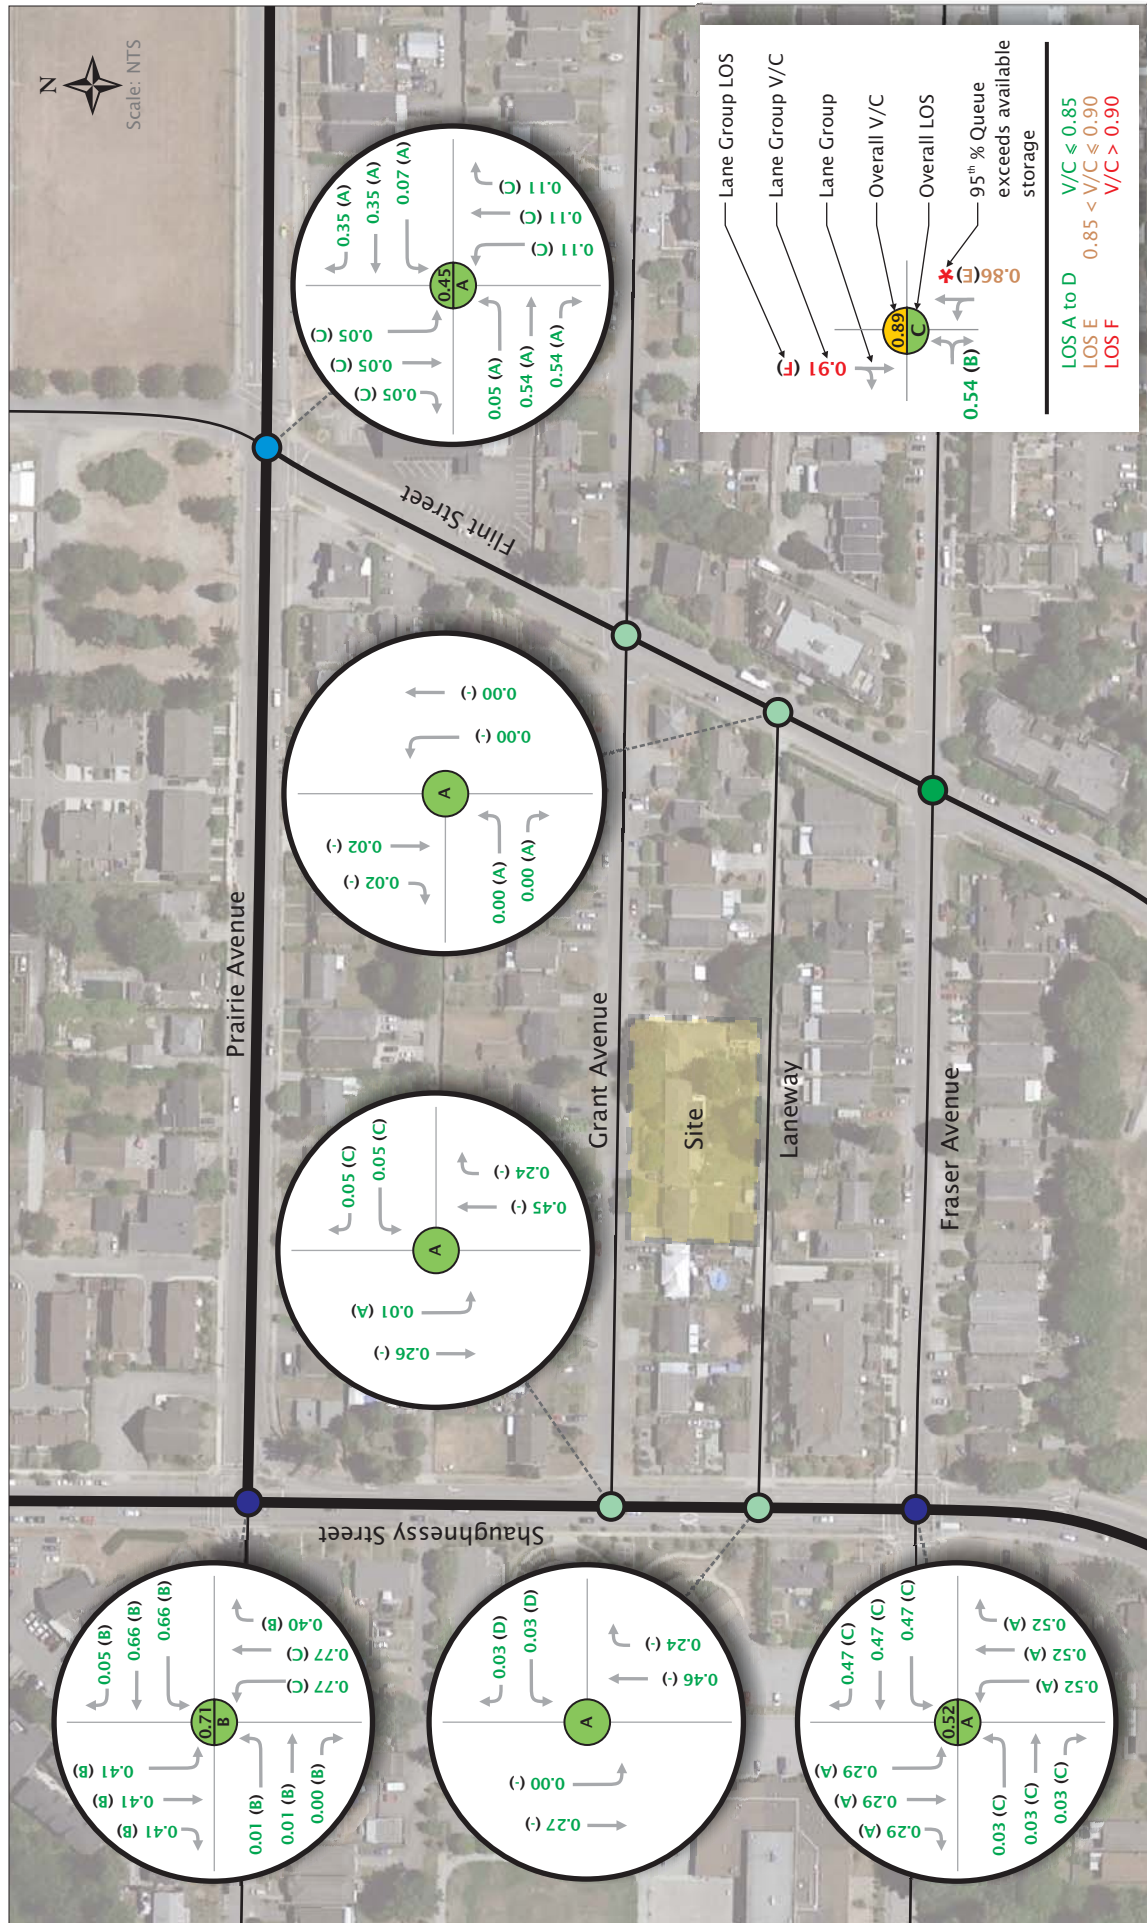 N
Scale: NTS
Prairie Avenue
Flint Street
Grant Avenue
Site
Laneway
Fraser Avenue
Shaughnessy Street
0.05 (B)
0.66 (B)
0.66 (B)
0.41 (B)
0.41 (B)
0.41 (B)
0.71
B
0.01 (B)
0.01 (B)
0.00 (B)
0.77 (C)
0.77 (C)
0.40 (B)
0.03 (D)
0.03 (D)
0.27 (-)
0.00 (-)
A
0.46 (-)
0.24 (-)
0.47 (C)
0.47 (C)
0.47 (C)
0.29 (A)
0.29 (A)
0.29 (A)
0.52
A
0.03 (C)
0.03 (C)
0.03 (C)
0.52 (A)
0.52 (A)
0.52 (A)
0.05 (C)
0.05 (C)
0.26 (-)
0.01 (A)
A
0.45 (-)
0.24 (-)
0.02 (-)
0.02 (-)
A
0.00 (A)
0.00 (A)
0.00 (-)
0.00 (-)
0.35 (A)
0.35 (A)
0.07 (A)
0.05 (C)
0.05 (C)
0.05 (C)
0.45
A
0.05 (A)
0.54 (A)
0.54 (A)
0.11 (C)
0.11 (C)
0.11 (C)
Lane Group LOS
Lane Group V/C
Lane Group
Overall V/C
Overall LOS
95th % Queue
exceeds available
storage
0.91 (F)
0.89
C
0.54 (B)
0.86(E)*
LOS A to D V/C ≤ 0.85
LOS E 0.85 < V/C ≤ 0.90
LOS F V/C > 0.90